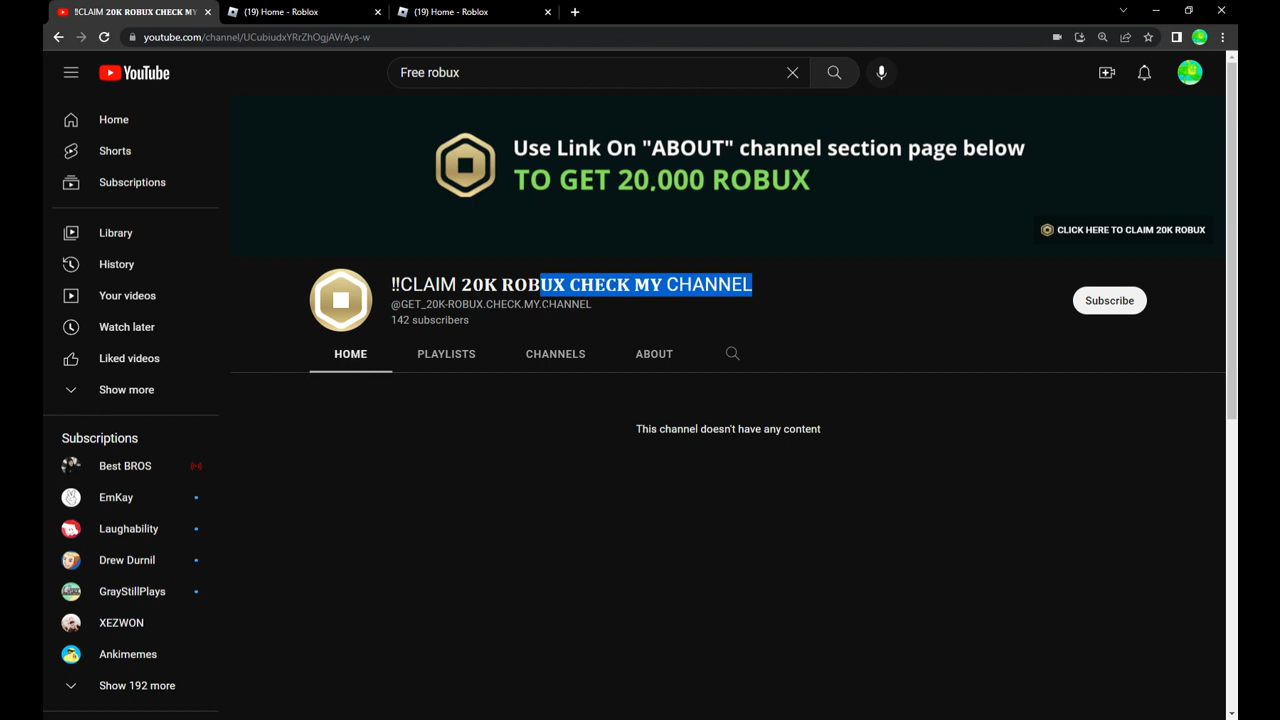 ‼CLAIM 20K ROBUX CHECK MY
(19) Home - Roblox
(19) Home - Roblox
youtube.com/channel/UCubiudxYRrZhOgjAVrAys-w
YouTube
Free robux
Home
Shorts
Subscriptions
Library
History
Your videos
Watch later
Liked videos
Show more
Subscriptions
Best BROS
EmKay
Laughability
Drew Durnil
GrayStillPlays
XEZWON
Ankimemes
Show 192 more
Use Link On "ABOUT" channel section page below
TO GET 20,000 ROBUX
CLICK HERE TO CLAIM 20K ROBUX
‼CLAIM 20K ROBUX CHECK MY CHANNEL
@GET_20K-ROBUX.CHECK.MY.CHANNEL
142 subscribers
Subscribe
HOME PLAYLISTS CHANNELS ABOUT
This channel doesn't have any content